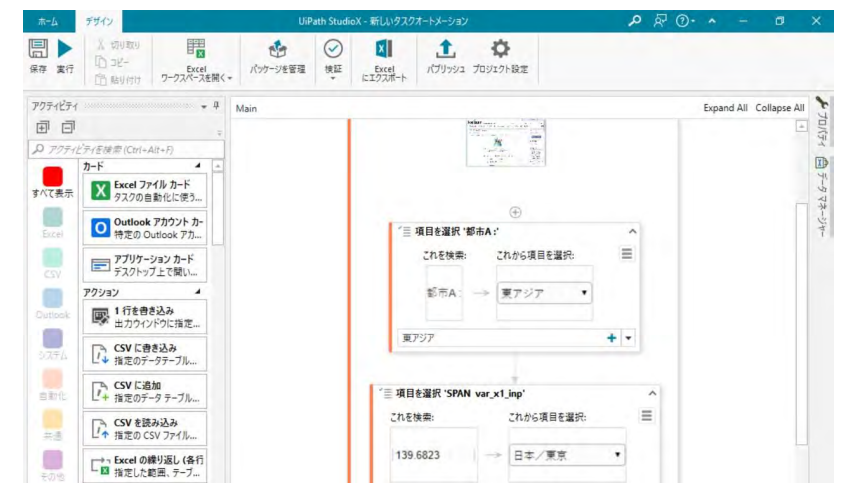 ホーム デザイン UiPath StudioX - 新しいタスクオートメーション
保存 実行 切り取り コピー 貼り付け Excel ワークスペースを開く パッケージを管理 検証 Excel にエクスポート パブリッシュ プロジェクト設定
アクティビティ
Main Expand All Collapse All
アクティビティを検索 (Ctrl+Alt+F)
プロパティ
データ マネージャー
すべて表示
Excel
CSV
Outlook
システム
自動化
共通
その他
カード
Excel ファイル カード
タスクの自動化に使う...
Outlook アカウント カー
特定の Outlook アカ...
アプリケーション カード
デスクトップ上で開い...
アクション
1 行を書き込み
出力ウィンドウに指定...
CSV に書き込み
指定のデータテーブル...
CSV に追加
指定のデータ テーブル...
CSV を読み込み
指定の CSV ファイル...
Excel の繰り返し (各行
指定した範囲、テーブ...
項目を選択 '都市A :'
これを検索: これから項目を選択:
都市A : 東アジア
東アジア
項目を選択 'SPAN var_x1_inp'
これを検索: これから項目を選択:
139.6823 日本／東京